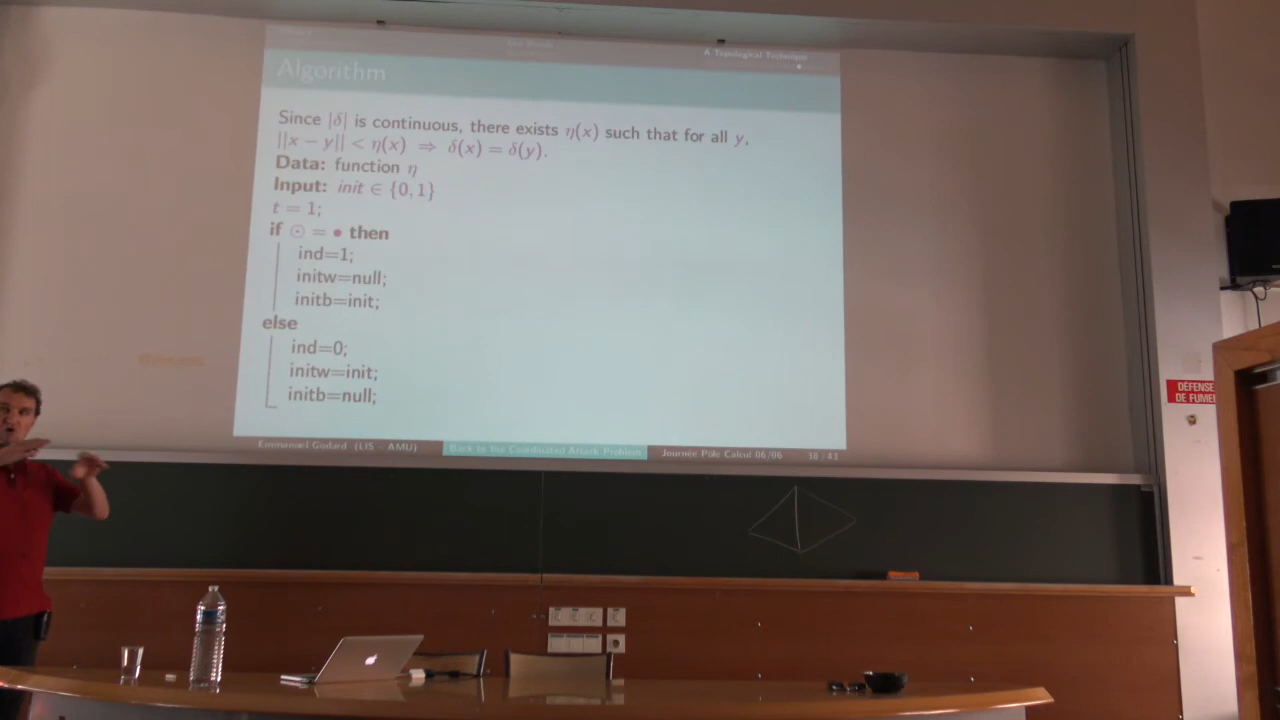 A Topological Technique
Algorithm
Since |δ| is continuous, there exists η(x) such that for all y,
||x − y|| < η(x) ⇒ δ(x) = δ(y).
Data: function η
Input: init ∈ {0, 1}
t = 1;
if ⊙ = • then
ind=1;
initw=null;
initb=init;
else
ind=0;
initw=init;
initb=null;
Emmanuel Godard (LIS - AMU) Back to the Coordinated Attack Problem Journée Pôle Calcul 06/06 38 / 41
DÉFENSE
DE FUMER